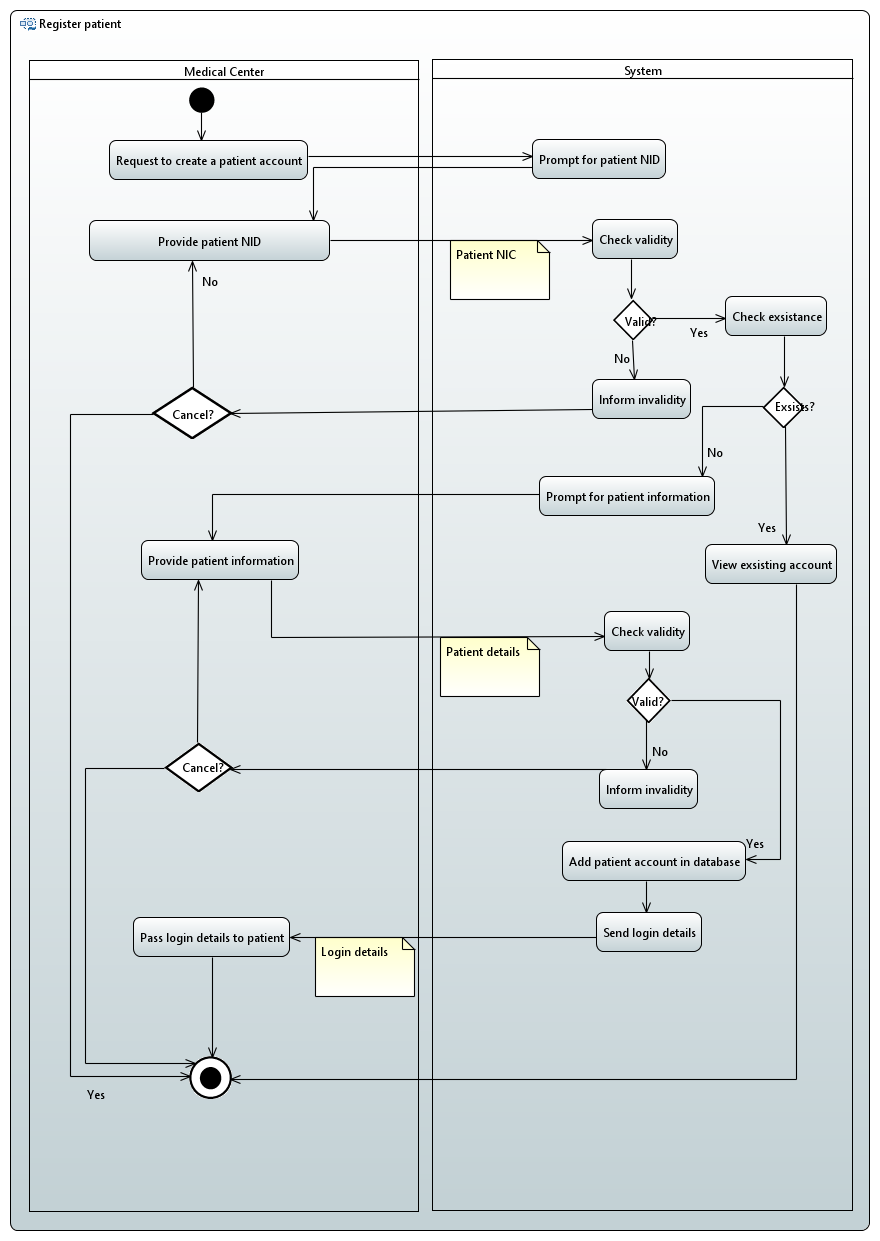 Register patient
Medical Center
System
Request to create a patient account
Prompt for patient NID
Provide patient NID
Patient NIC
Check validity
No
Valid?
Yes
Check exsistance
No
Inform invalidity
Cancel?
Exsists?
No
Prompt for patient information
Yes
Provide patient information
View exsisting account
Check validity
Patient details
Valid?
No
Cancel?
Inform invalidity
Yes
Add patient account in database
Pass login details to patient
Login details
Send login details
Yes